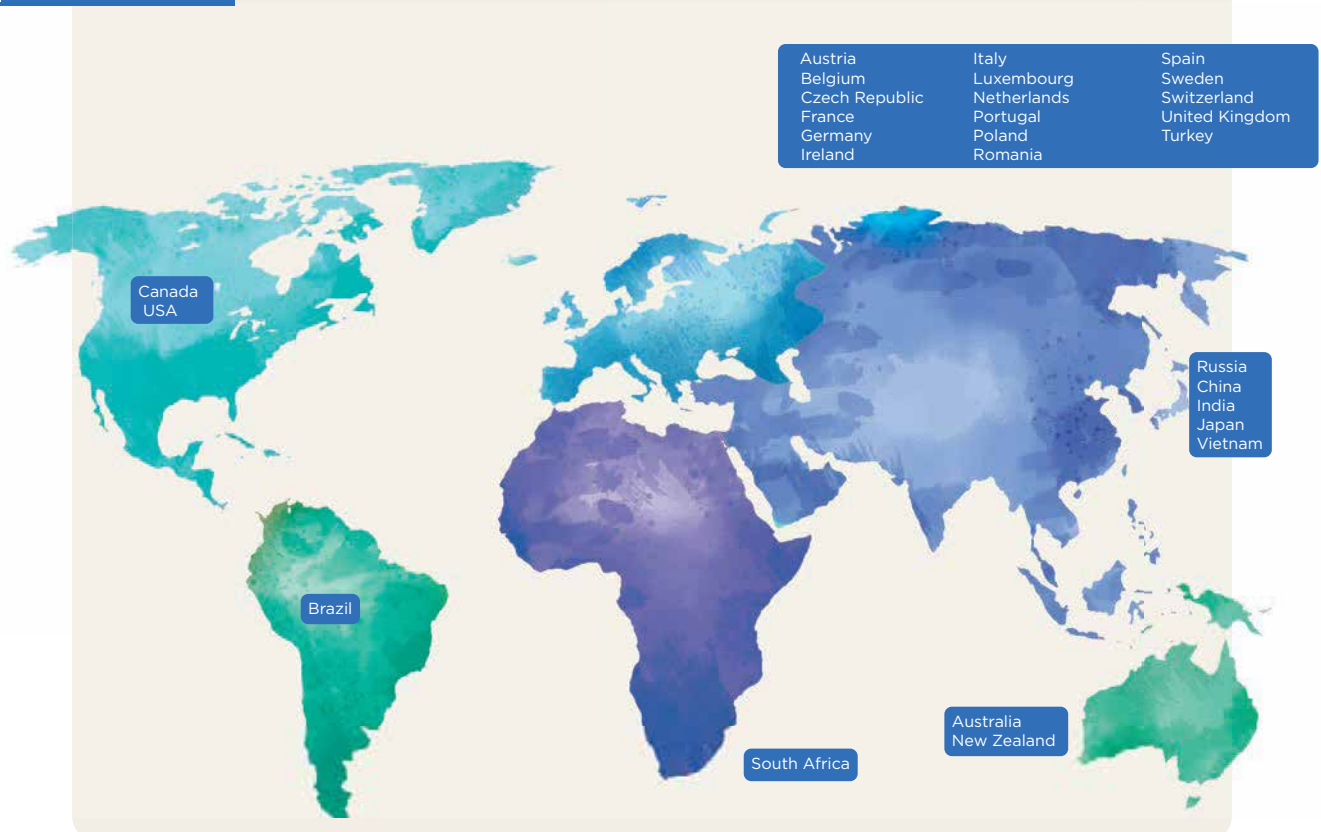 Austria
Belgium
Czech Republic
France
Germany
Ireland
Italy
Luxembourg
Netherlands
Portugal
Poland
Romania
Spain
Sweden
Switzerland
United Kingdom
Turkey
Canada
USA
Russia
China
India
Japan
Vietnam
Brazil
Australia
New Zealand
South Africa